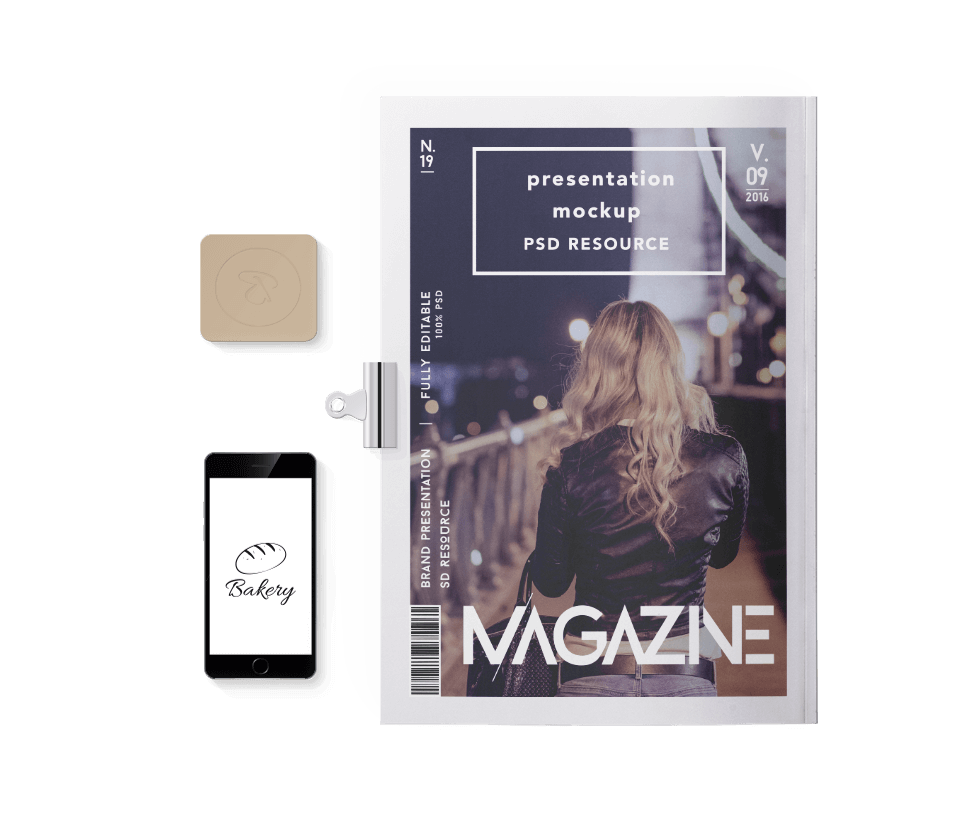 N.
19
presentation
mockup
PSD RESOURCE
V.
09
2016
FULLY EDITABLE
100% PSD
|
BRAND PRESENTATION
SD RESOURCE
MAGAZINE
Bakery